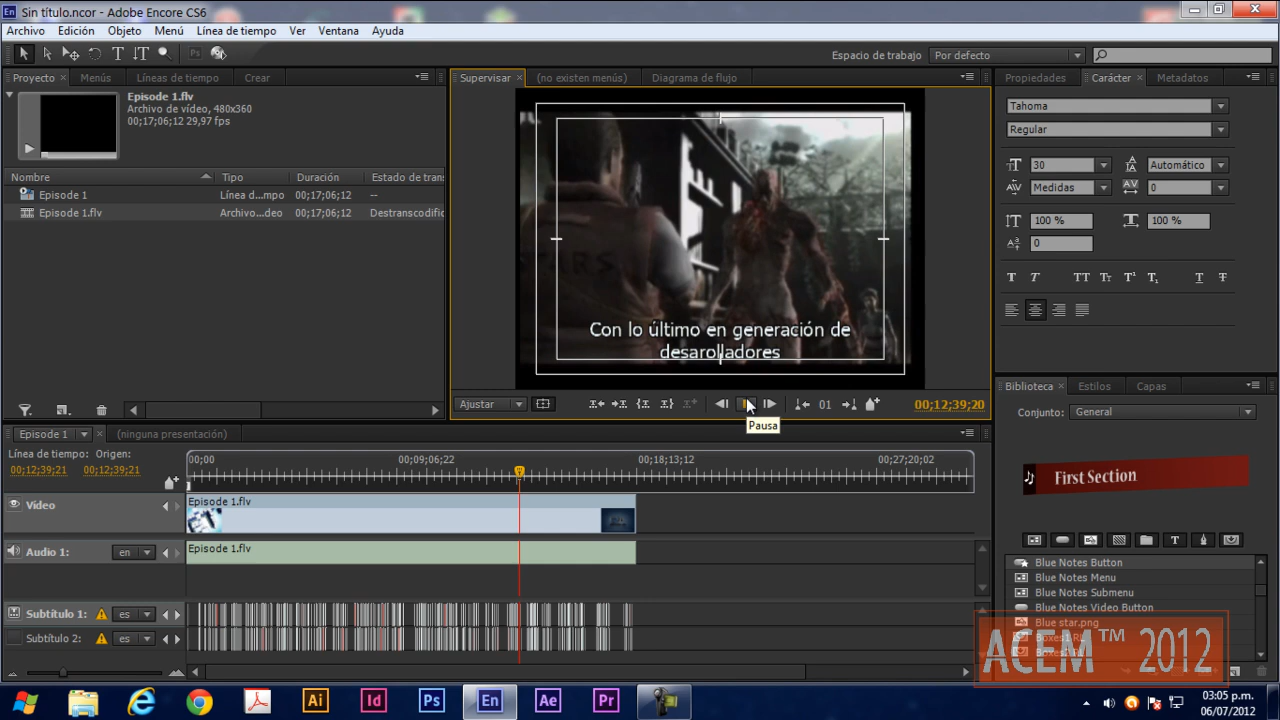 Sin título.ncor - Adobe Encore CS6
Archivo Edición Objeto Menú Línea de tiempo Ver Ventana Ayuda
Espacio de trabajo Por defecto
Proyecto Menús Líneas de tiempo Crear
Episode 1.flv
Archivo de vídeo, 480x360
00;17;06;12 29,97 fps
Nombre Tipo Duración Estado de trans
Episode 1 Línea d...mpo 00;17;06;12 --
Episode 1.flv Archivo...deo 00;17;06;12 Destranscodific
Supervisar (no existen menús) Diagrama de flujo
Con lo último en generación de
desarolladores
Ajustar 01 00;12;39;20
Pausa
Propiedades Carácter Metadatos
Tahoma
Regular
30 Automático
Medidas 0
100 % 100 %
0
Biblioteca Estilos Capas
Conjunto: General
First Section
Blue Notes Button
Blue Notes Menu
Blue Notes Submenu
Blue Notes Video Button
Blue star.png
Episode 1 (ninguna presentación)
Línea de tiempo: Origen:
00;12;39;21 00;12;39;21
00;00 00;09;06;22 00;18;13;12 00;27;20;02
Vídeo Episode 1.flv
Audio 1: en Episode 1.flv
Subtítulo 1: es
Subtítulo 2: es
ACEM™ 2012
Ai Id Ps En Ae Pr
03:05 p.m.
06/07/2012